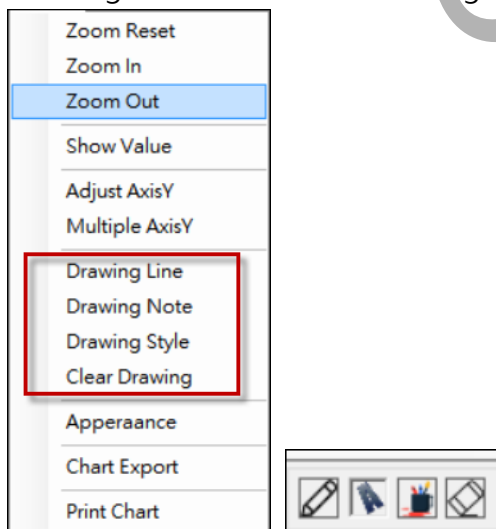 Zoom Reset
Zoom In
Zoom Out
Show Value
Adjust AxisY
Multiple AxisY
Drawing Line
Drawing Note
Drawing Style
Clear Drawing
Apperaance
Chart Export
Print Chart